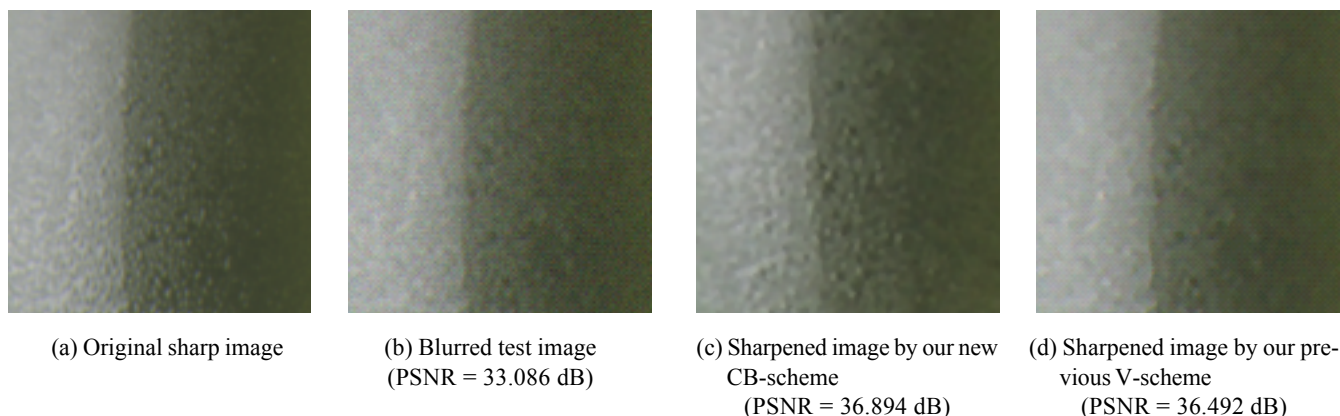 (a) Original sharp image
(b) Blurred test image
(PSNR = 33.086 dB)
(c) Sharpened image by our new
CB-scheme
(PSNR = 36.894 dB)
(d) Sharpened image by our pre-
vious V-scheme
(PSNR = 36.492 dB)